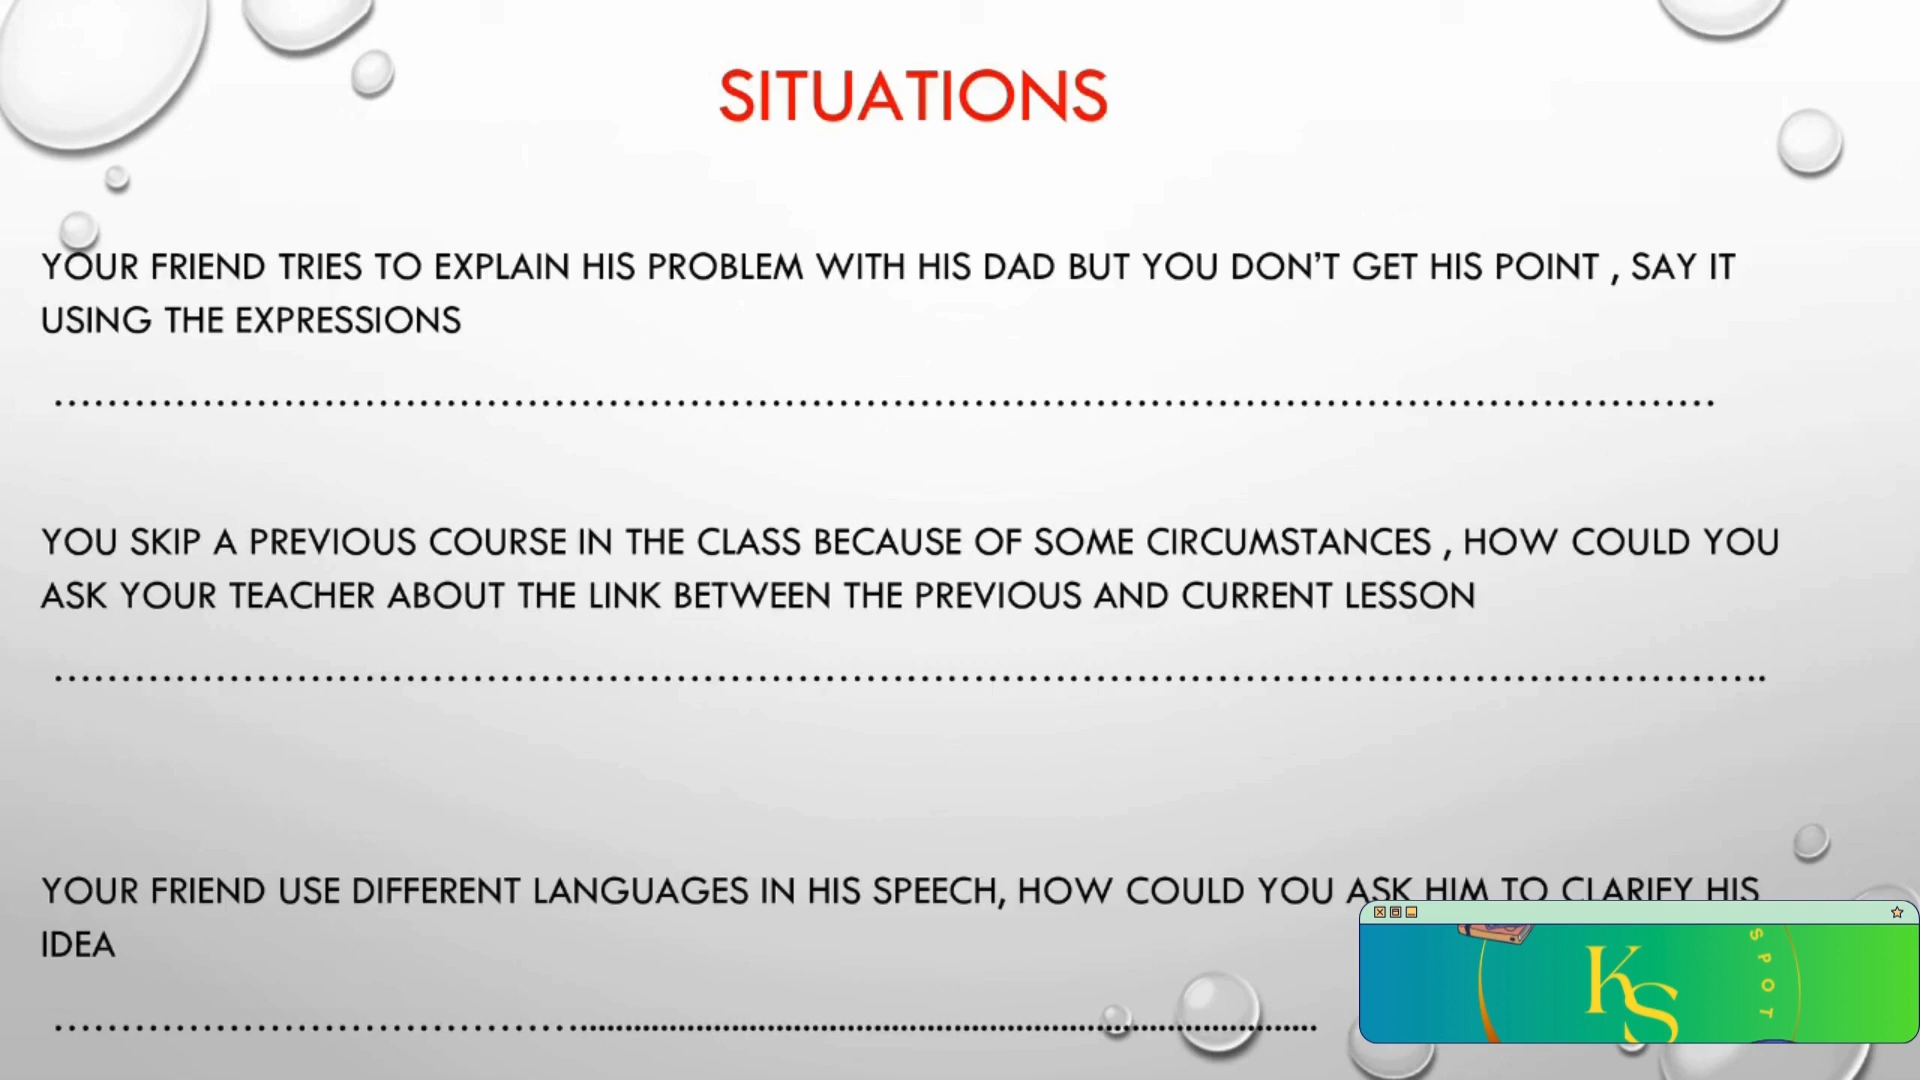 SITUATIONS
YOUR FRIEND TRIES TO EXPLAIN HIS PROBLEM WITH HIS DAD BUT YOU DON'T GET HIS POINT , SAY IT
USING THE EXPRESSIONS
……………………………………………………………………………………………………………
YOU SKIP A PREVIOUS COURSE IN THE CLASS BECAUSE OF SOME CIRCUMSTANCES , HOW COULD YOU
ASK YOUR TEACHER ABOUT THE LINK BETWEEN THE PREVIOUS AND CURRENT LESSON
………………………………………………………………………………………………………………..
YOUR FRIEND USE DIFFERENT LANGUAGES IN HIS SPEECH, HOW COULD YOU ASK HIM TO CLARIFY HIS
IDEA
…………………………………...............................................................................
KS
SPOT